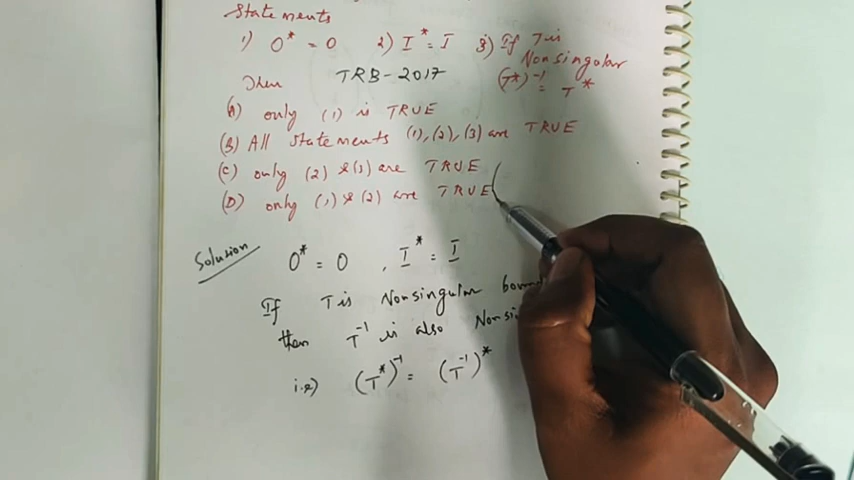 Statements
1) O* = 0 2) I* = I 3) If T is Nonsingular
Then TRB-2017 (T*)⁻¹ = T*
(A) only (1) is TRUE
(B) All statements (1), (2), (3) are TRUE
(C) only (2) & (3) are TRUE
(D) only (1) & (2) are TRUE
Solution O* = 0 , I* = I
If T is Nonsingular
then T⁻¹ is also
i.e) (T*)⁻¹ = (T⁻¹)*